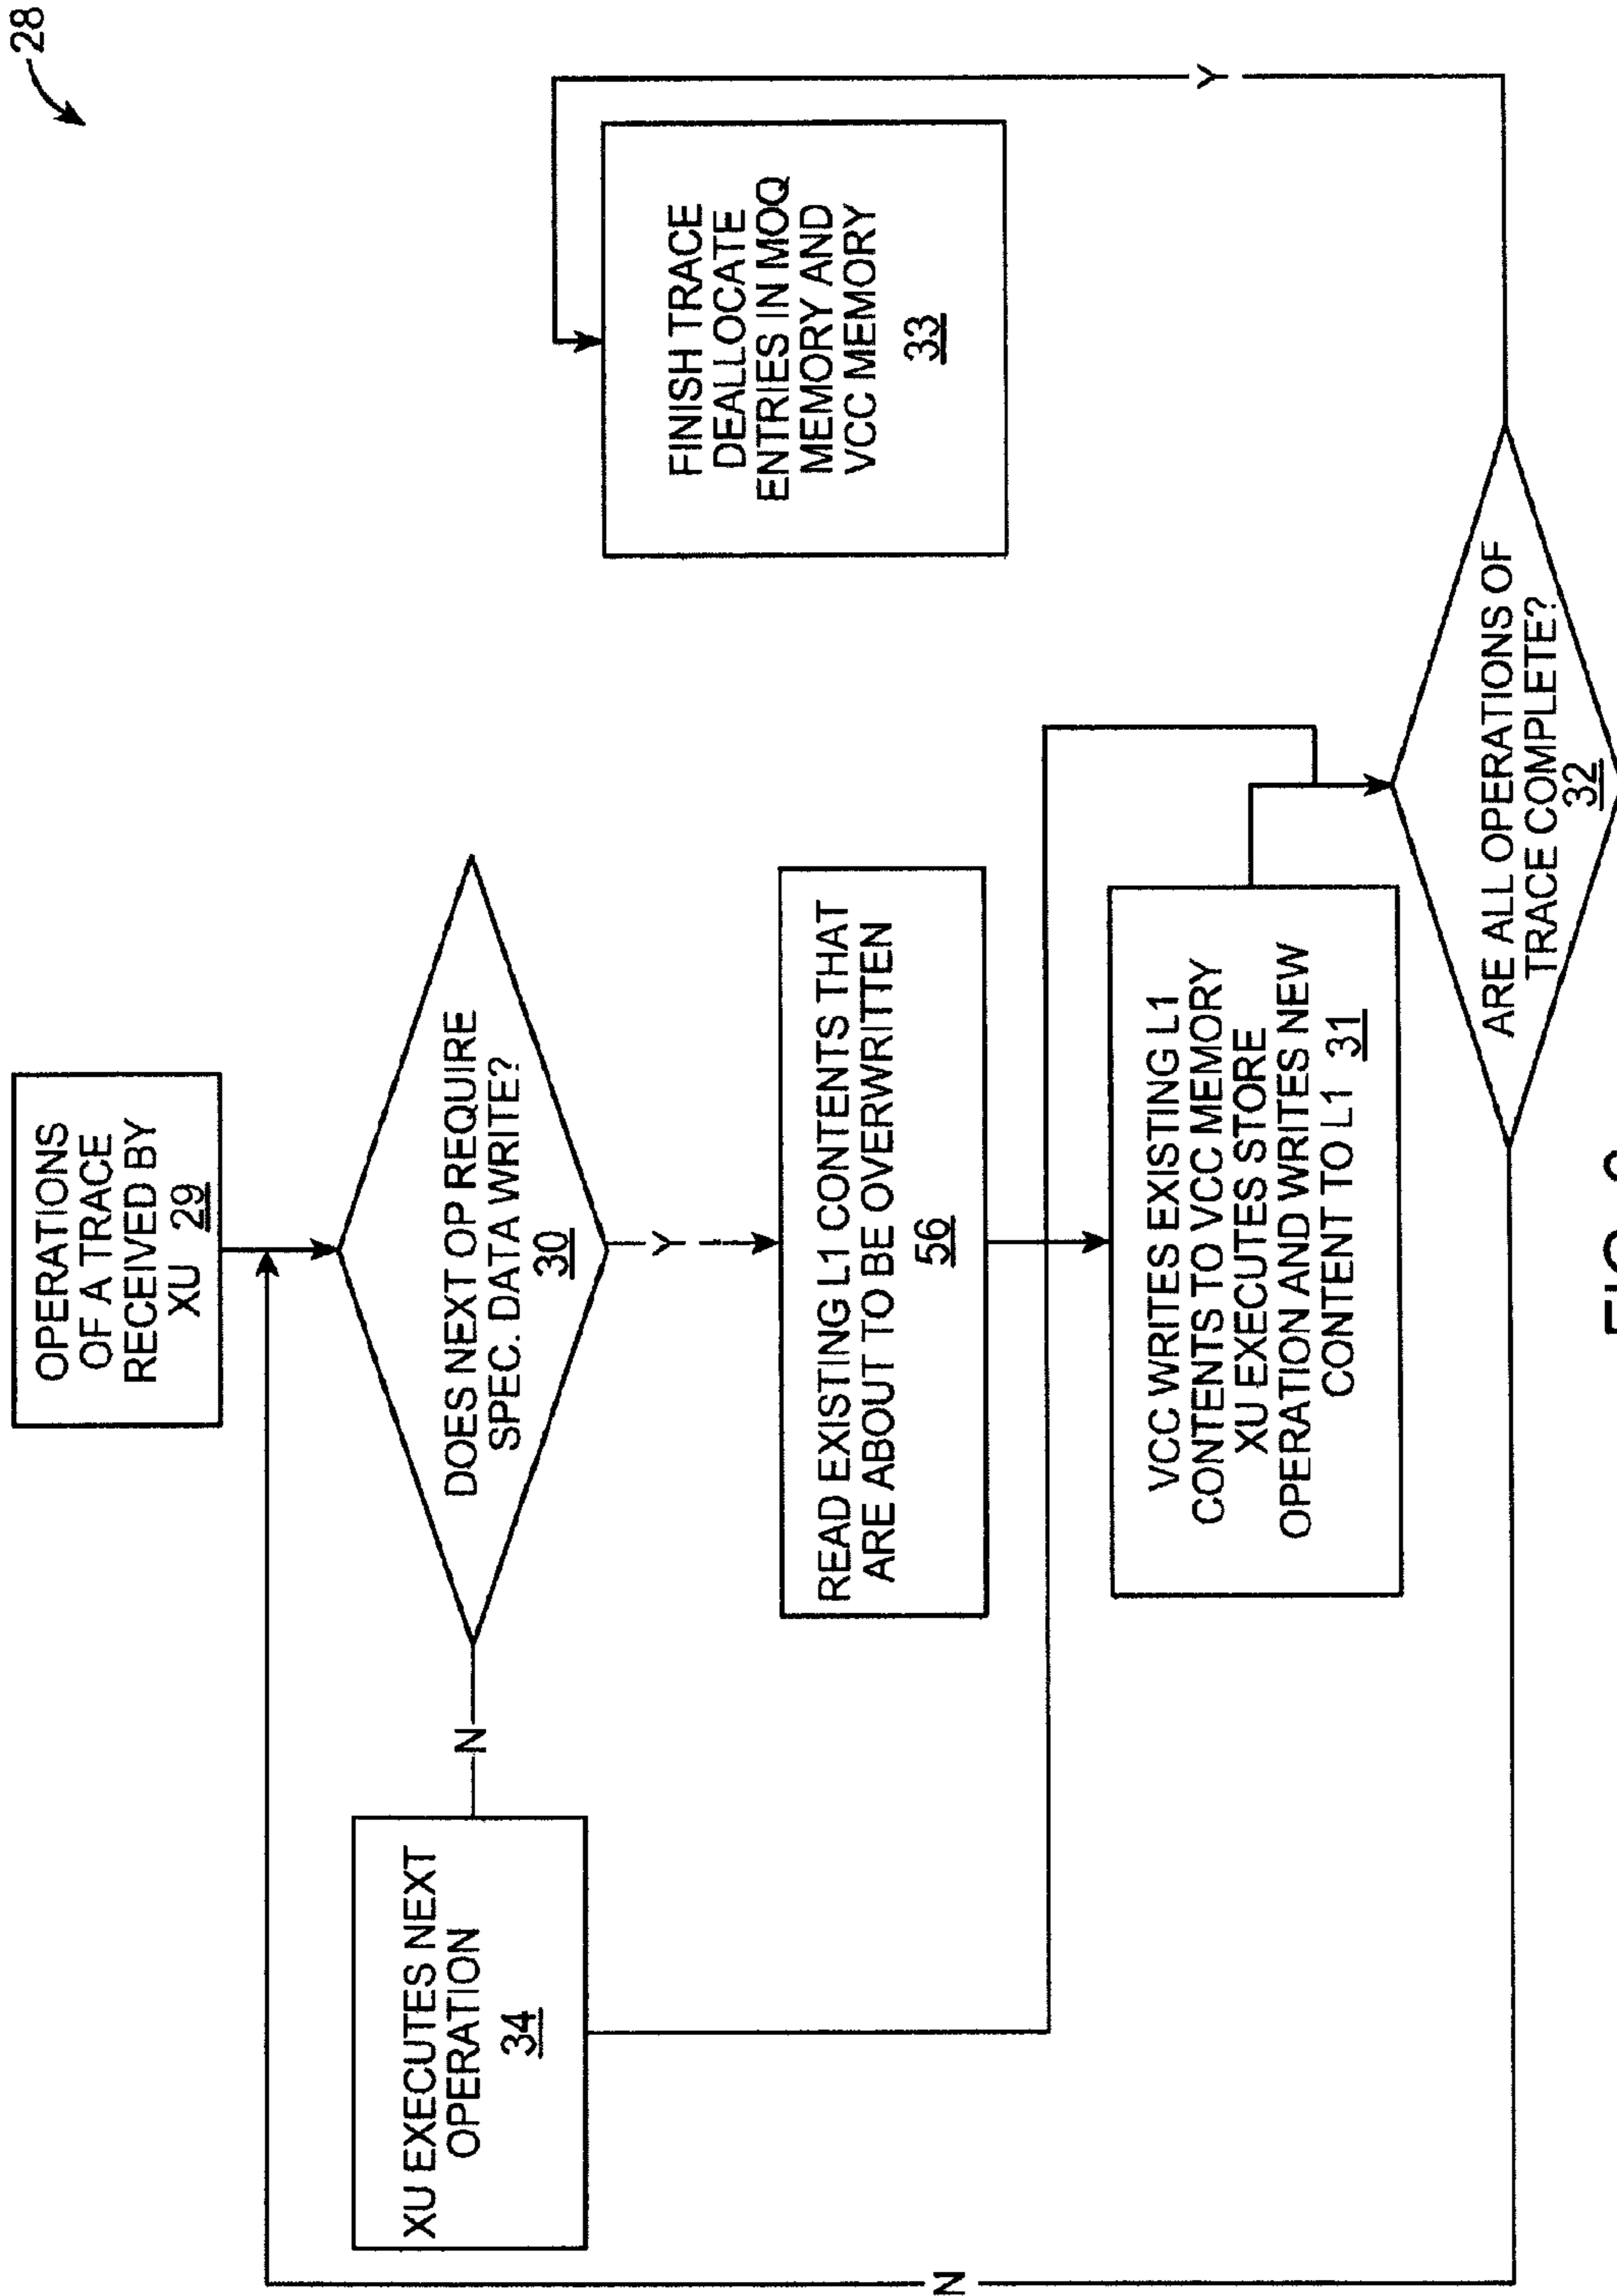 28
OPERATIONS
OF A TRACE
RECEIVED BY
XU 29
DOES NEXT OP REQUIRE
SPEC. DATA WRITE?
30
N
Y
XU EXECUTES NEXT
OPERATION
34
READ EXISTING L1 CONTENTS THAT
ARE ABOUT TO BE OVERWRITTEN
56
VCC WRITES EXISTING L1
CONTENTS TO VCC MEMORY
XU EXECUTES STORE
OPERATION AND WRITES NEW
CONTENT TO L1 31
ARE ALL OPERATIONS OF
TRACE COMPLETE?
32
N
Y
FINISH TRACE
DEALLOCATE
ENTRIES IN MOQ
MEMORY AND
VCC MEMORY
33